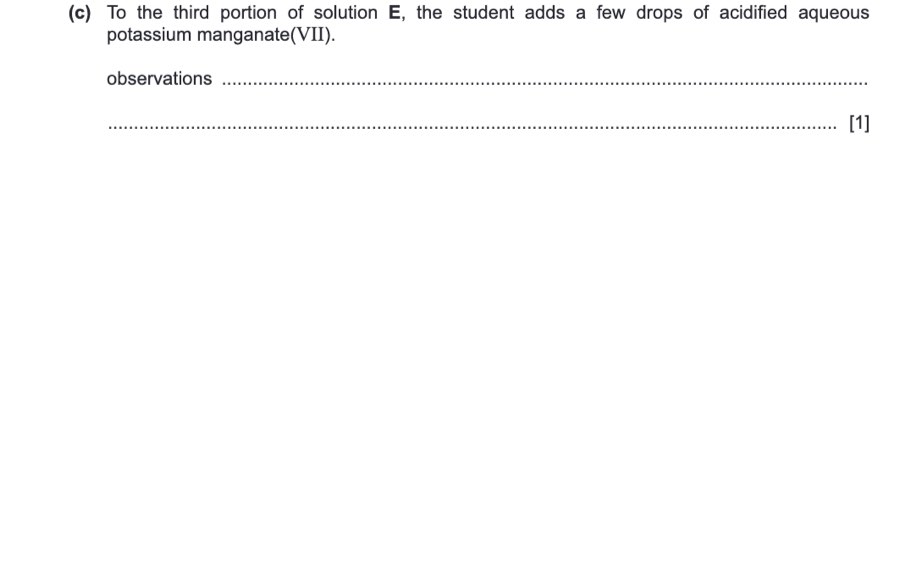 (c) To the third portion of solution E, the student adds a few drops of acidified aqueous
potassium manganate(VII).
observations ......................................................................................................................................
...................................................................................................................................................... [1]